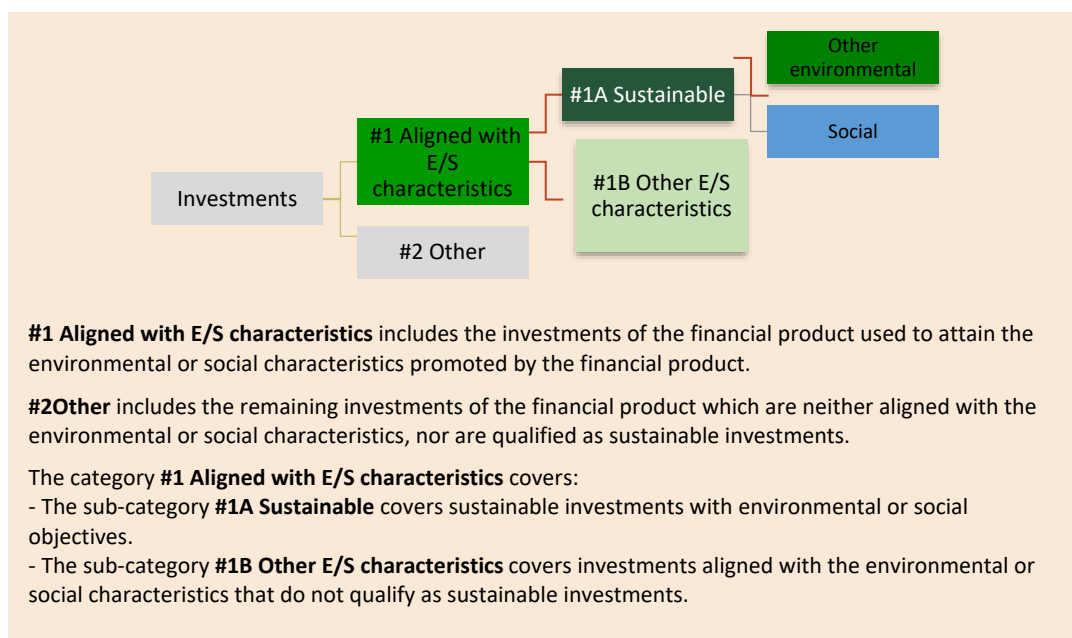 Other
environmental
#1A Sustainable
Social
#1 Aligned with
E/S
characteristics
#1B Other E/S
characteristics
Investments
#2 Other
#1 Aligned with E/S characteristics includes the investments of the financial product used to attain the
environmental or social characteristics promoted by the financial product.
#2Other includes the remaining investments of the financial product which are neither aligned with the
environmental or social characteristics, nor are qualified as sustainable investments.
The category #1 Aligned with E/S characteristics covers:
- The sub-category #1A Sustainable covers sustainable investments with environmental or social
objectives.
- The sub-category #1B Other E/S characteristics covers investments aligned with the environmental or
social characteristics that do not qualify as sustainable investments.